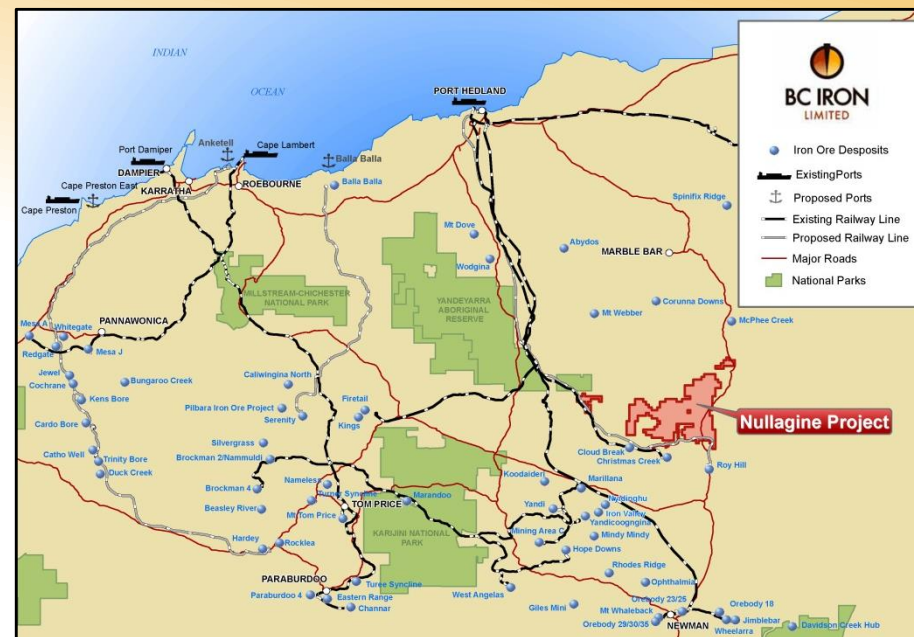 INDIAN
OCEAN
PORT HEDLAND
Anketell
Cape Lambert
Port Dampier
DAMPIER
KARRATHA
ROEBOURNE
Balla Balla
Balla Balla
Cape Preston East
Cape Preston
BC IRON
LIMITED
Iron Ore Desposits
ExistingPorts
Proposed Ports
Existing Railway Line
Proposed Railway Line
Major Roads
National Parks
Spinifix Ridge
Mt Dove
Abydos
Wodgina
MARBLE BAR
MILLSTREAM-CHICHESTER
NATIONAL PARK
YANDEYARRA
ABORIGINAL
RESERVE
Corunna Downs
Mt Webber
McPhee Creek
Mesa A
Whitegate
PANNAWONICA
Redgate
Mesa J
Jewel
Cochrane
Bungaroo Creek
Kens Bore
Caliwingina North
Pilbara Iron Ore Project
Serenity
Firetail
Kings
Cardo Bore
Silvergrass
Nullagine Project
Cloud Break
Christmas Creek
Roy Hill
Catho Well
Trinity Bore
Duck Creek
Brockman 2/Nammuldi
Brockman 4
Nameless
Turner Syncline
Beasley River
Mt Tom Price
TOM PRICE
Marandoo
KARIJINI NATIONAL
PARK
Koodaideri
Marillana
Yandi
Nyidinghu
Iron Valley
Yandicoogina
Mining Area C
Mindy Mindy
Hope Downs
Hardey
Rocklea
PARABURDOO
Turee Syncline
Paraburdoo 4
Eastern Range
Channar
West Angelas
Rhodes Ridge
Ophthalmia
Giles Mini
Orebody 23/25
Mt Whaleback
Orebody 29/30/35
NEWMAN
Orebody 18
Jimblebar
Wheelarra
Davidson Creek Hub